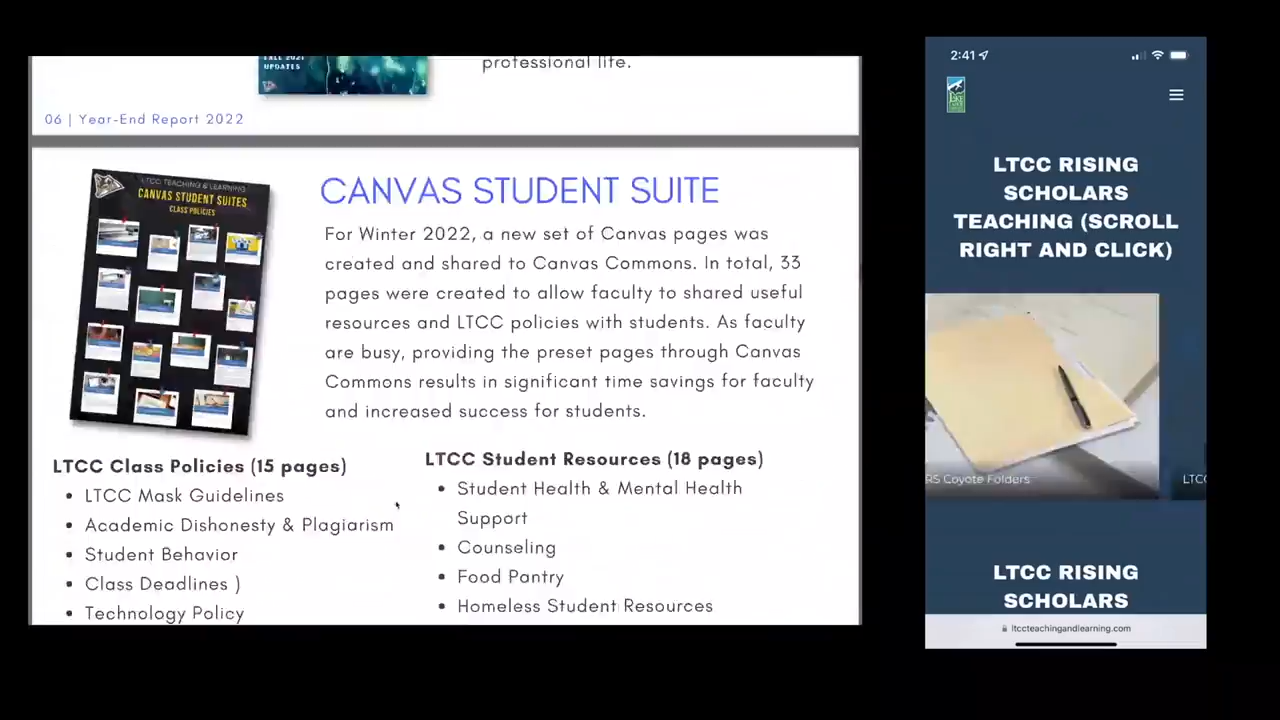 FALL 2021
UPDATES
professional life.
06 | Year-End Report 2022
LTCC TEACHING & LEARNING
CANVAS STUDENT SUITES
CLASS POLICIES
CANVAS STUDENT SUITE
For Winter 2022, a new set of Canvas pages was
created and shared to Canvas Commons. In total, 33
pages were created to allow faculty to shared useful
resources and LTCC policies with students. As faculty
are busy, providing the preset pages through Canvas
Commons results in significant time savings for faculty
and increased success for students.
LTCC Class Policies (15 pages)
• LTCC Mask Guidelines
• Academic Dishonesty & Plagiarism
• Student Behavior
• Class Deadlines )
• Technology Policy
LTCC Student Resources (18 pages)
• Student Health & Mental Health
Support
• Counseling
• Food Pantry
• Homeless Student Resources
2:41
LTCC RISING
SCHOLARS
TEACHING (SCROLL
RIGHT AND CLICK)
RS Coyote Folders
LTCC RISING
SCHOLARS
ltccteachingandlearning.com